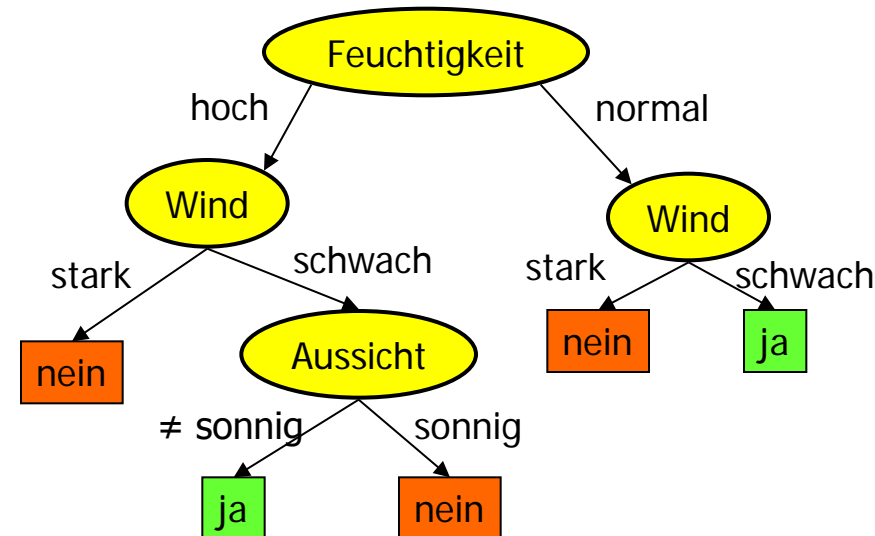 Feuchtigkeit
hoch
normal
Wind
Wind
stark
schwach
stark
schwach
nein
Aussicht
nein
ja
≠ sonnig
sonnig
ja
nein